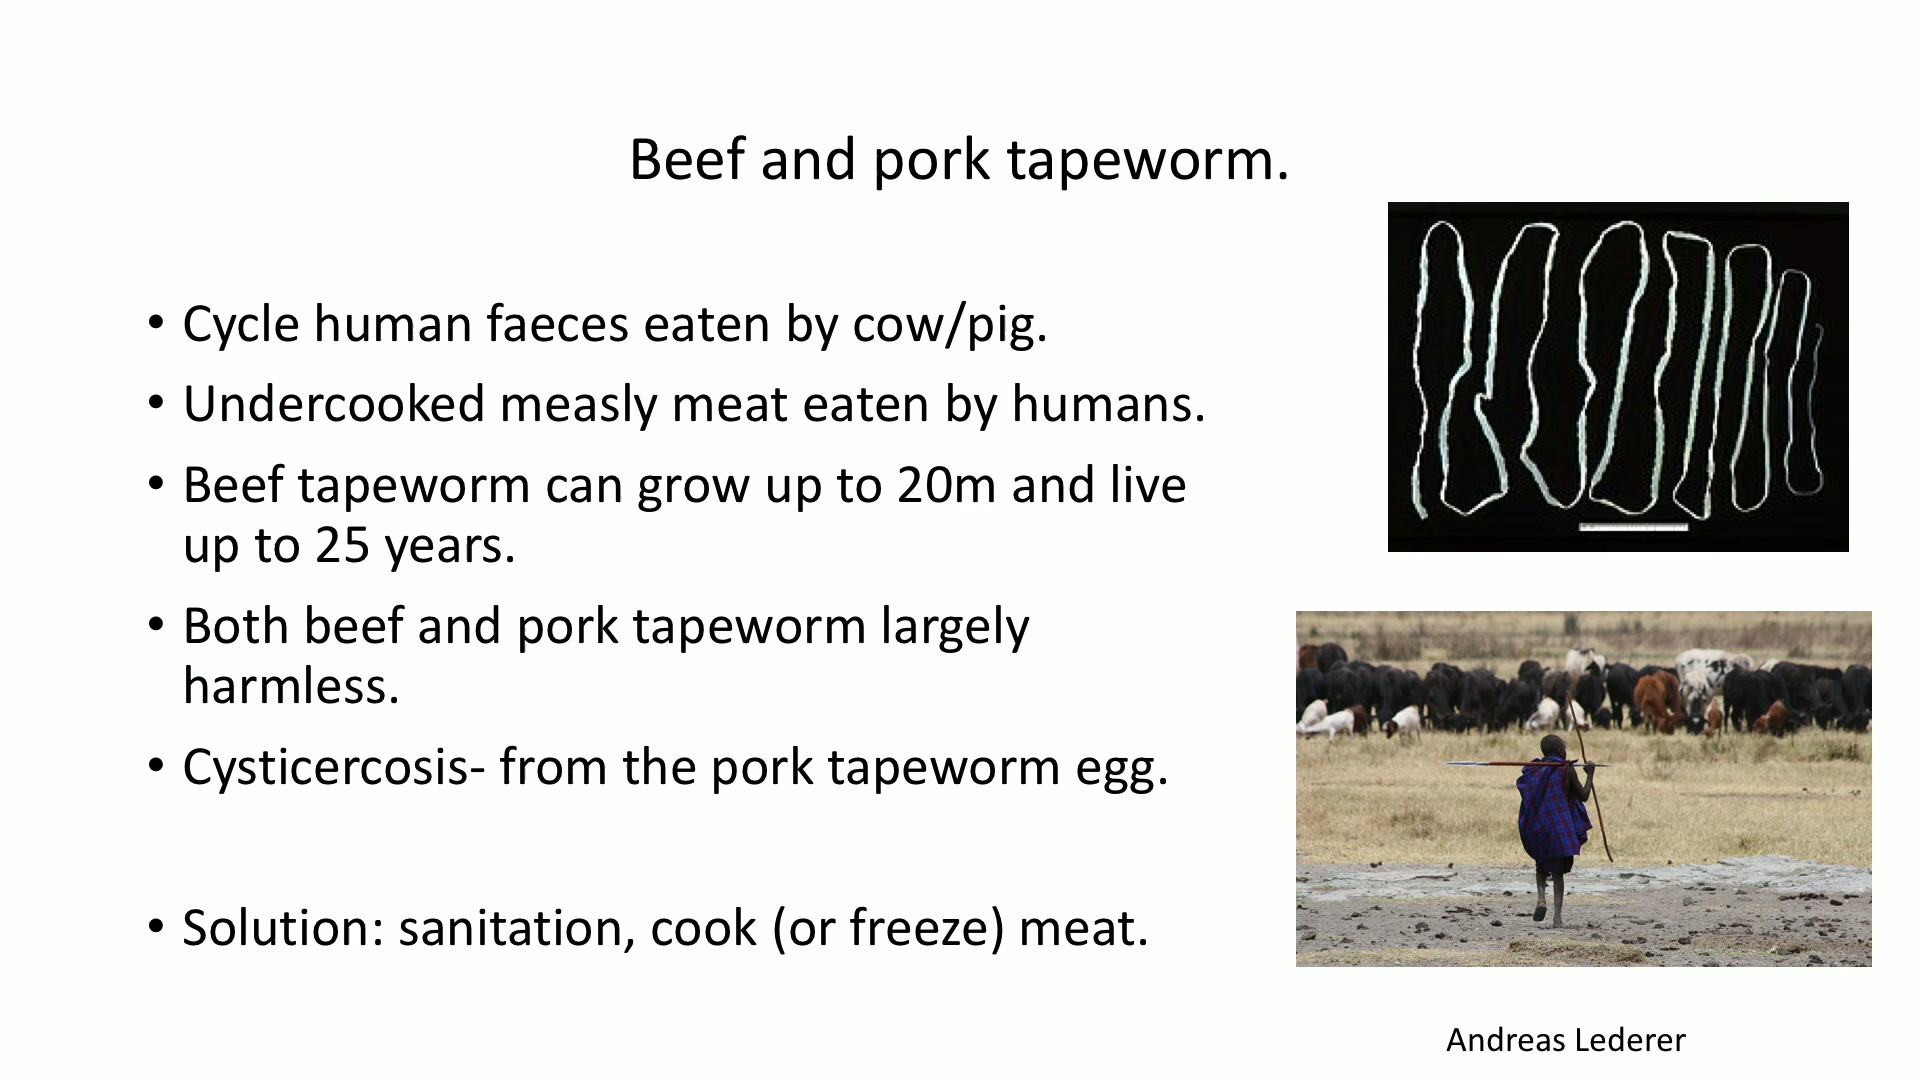 Beef and pork tapeworm.
• Cycle human faeces eaten by cow/pig.
• Undercooked measly meat eaten by humans.
• Beef tapeworm can grow up to 20m and live
up to 25 years.
• Both beef and pork tapeworm largely
harmless.
• Cysticercosis- from the pork tapeworm egg.
• Solution: sanitation, cook (or freeze) meat.
Andreas Lederer